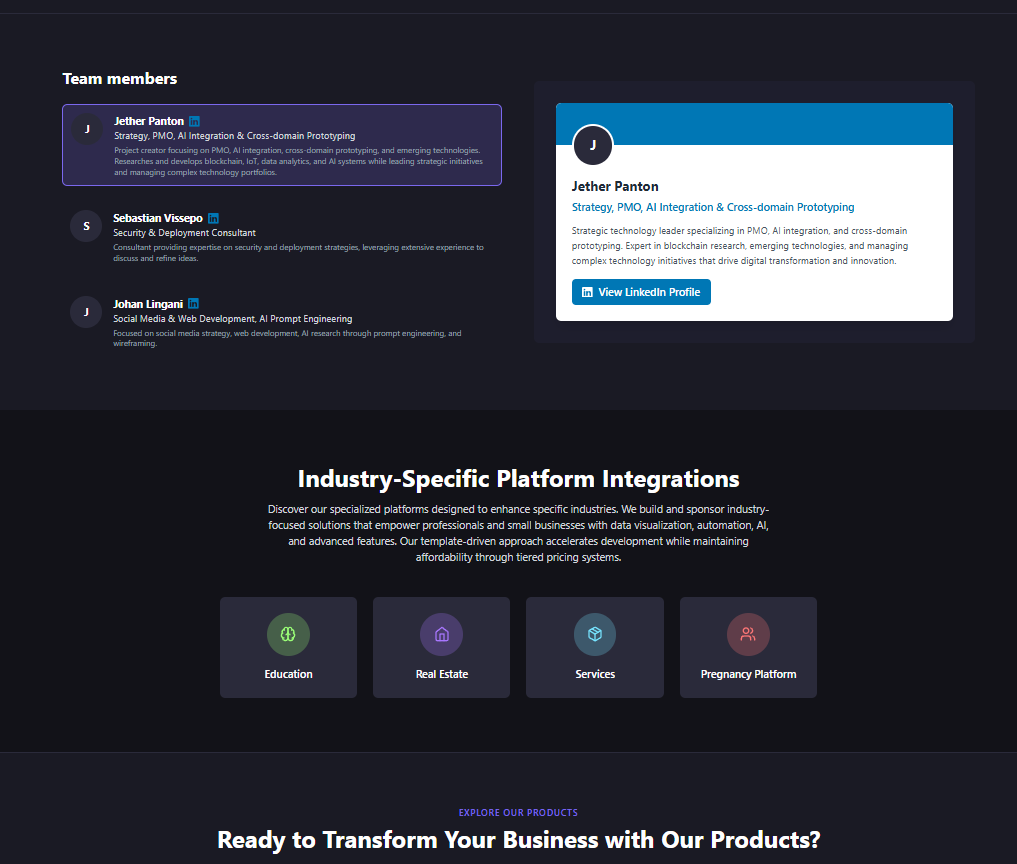 Team members
J
Jether Panton in
Strategy, PMO, AI Integration & Cross-domain Prototyping
Project creator focusing on PMO, AI integration, cross-domain prototyping, and emerging technologies.
Researches and develops blockchain, IoT, data analytics, and AI systems while leading strategic initiatives
and managing complex technology portfolios.
S
Sebastian Vissepo in
Security & Deployment Consultant
Consultant providing expertise on security and deployment strategies, leveraging extensive experience to
discuss and refine ideas.
J
Johan Lingani in
Social Media & Web Development, AI Prompt Engineering
Focused on social media strategy, web development, AI research through prompt engineering, and
wireframing.
J
Jether Panton
Strategy, PMO, AI Integration & Cross-domain Prototyping
Strategic technology leader specializing in PMO, AI integration, and cross-domain
prototyping. Expert in blockchain research, emerging technologies, and managing
complex technology initiatives that drive digital transformation and innovation.
in View LinkedIn Profile
Industry-Specific Platform Integrations
Discover our specialized platforms designed to enhance specific industries. We build and sponsor industry-
focused solutions that empower professionals and small businesses with data visualization, automation, AI,
and advanced features. Our template-driven approach accelerates development while maintaining
affordability through tiered pricing systems.
Education
Real Estate
Services
Pregnancy Platform
EXPLORE OUR PRODUCTS
Ready to Transform Your Business with Our Products?